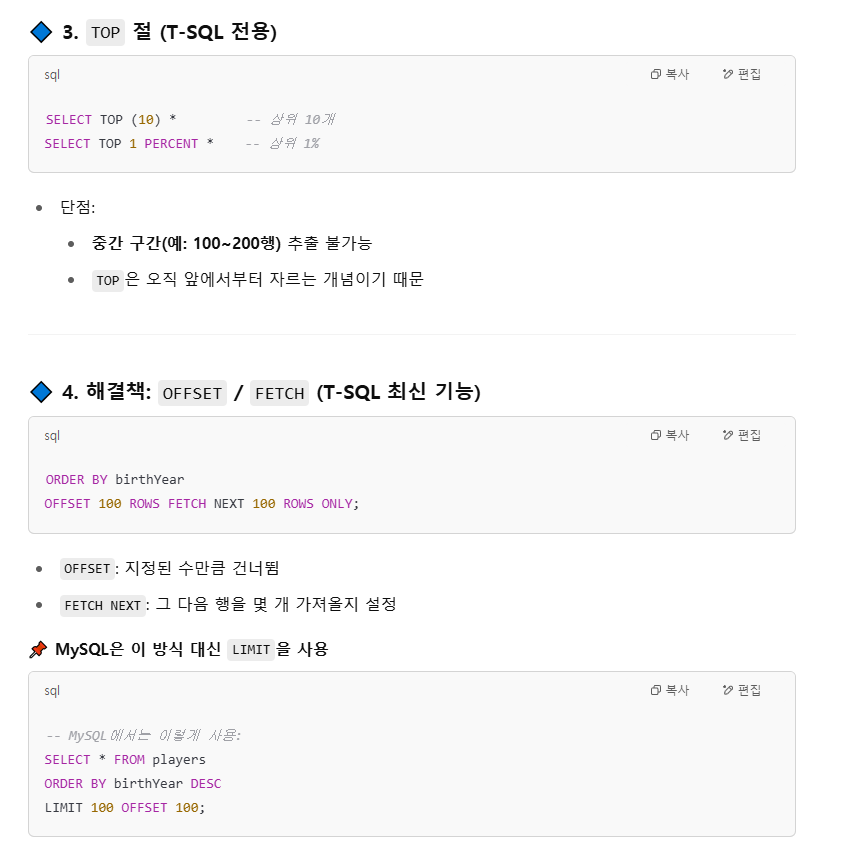 3. TOP 절 (T-SQL 전용)
sql
복사
편집
SELECT TOP (10) *         -- 상위 10개
SELECT TOP 1 PERCENT *    -- 상위 1%
단점:
중간 구간(예: 100~200행) 추출 불가능
TOP은 오직 앞에서부터 자르는 개념이기 때문
4. 해결책: OFFSET / FETCH (T-SQL 최신 기능)
sql
복사
편집
ORDER BY birthYear
OFFSET 100 ROWS FETCH NEXT 100 ROWS ONLY;
OFFSET: 지정된 수만큼 건너뜀
FETCH NEXT: 그 다음 행을 몇 개 가져올지 설정
MySQL은 이 방식 대신 LIMIT을 사용
sql
복사
편집
-- MySQL에서는 이렇게 사용:
SELECT * FROM players
ORDER BY birthYear DESC
LIMIT 100 OFFSET 100;